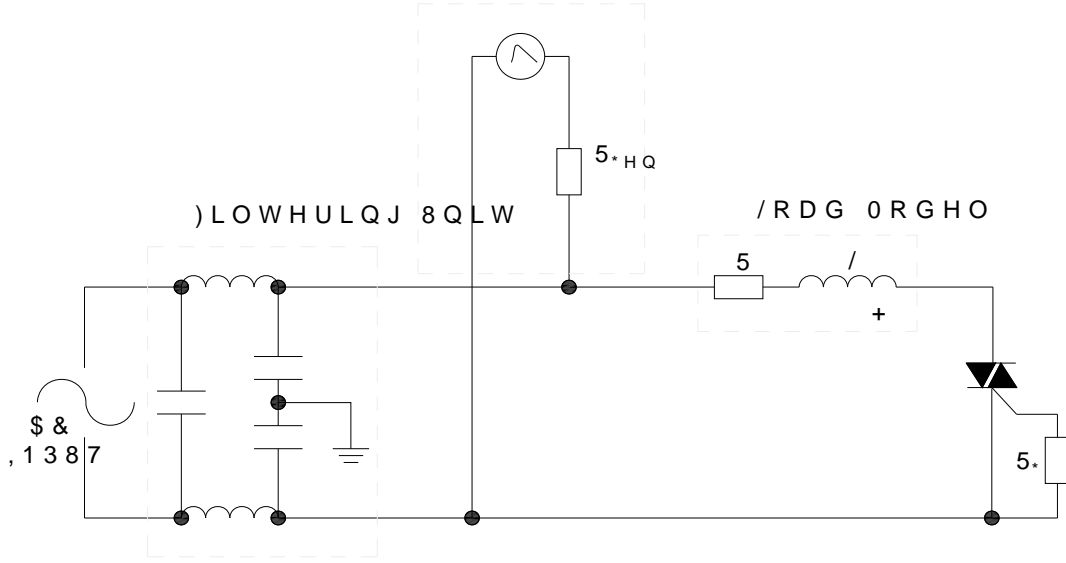 5*HQ
)LOWHULQJ 8QLW
/RDG 0RGHO
5
/
+
$ &
,1387
5*